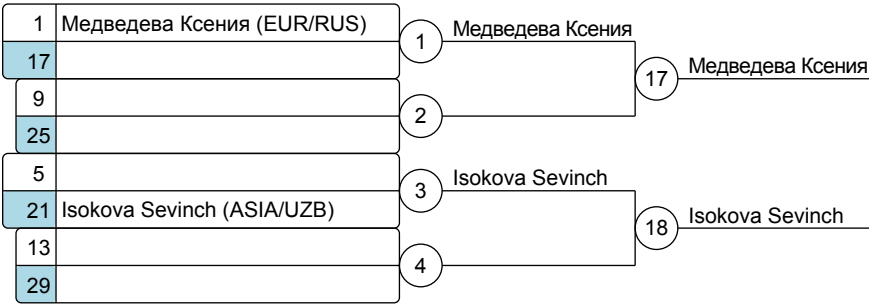 1 Медведева Ксения (EUR/RUS)
17
1 Медведева Ксения
9
25
2
17 Медведева Ксения
5
21 Isokova Sevinch (ASIA/UZB)
3 Isokova Sevinch
13
29
4
18 Isokova Sevinch